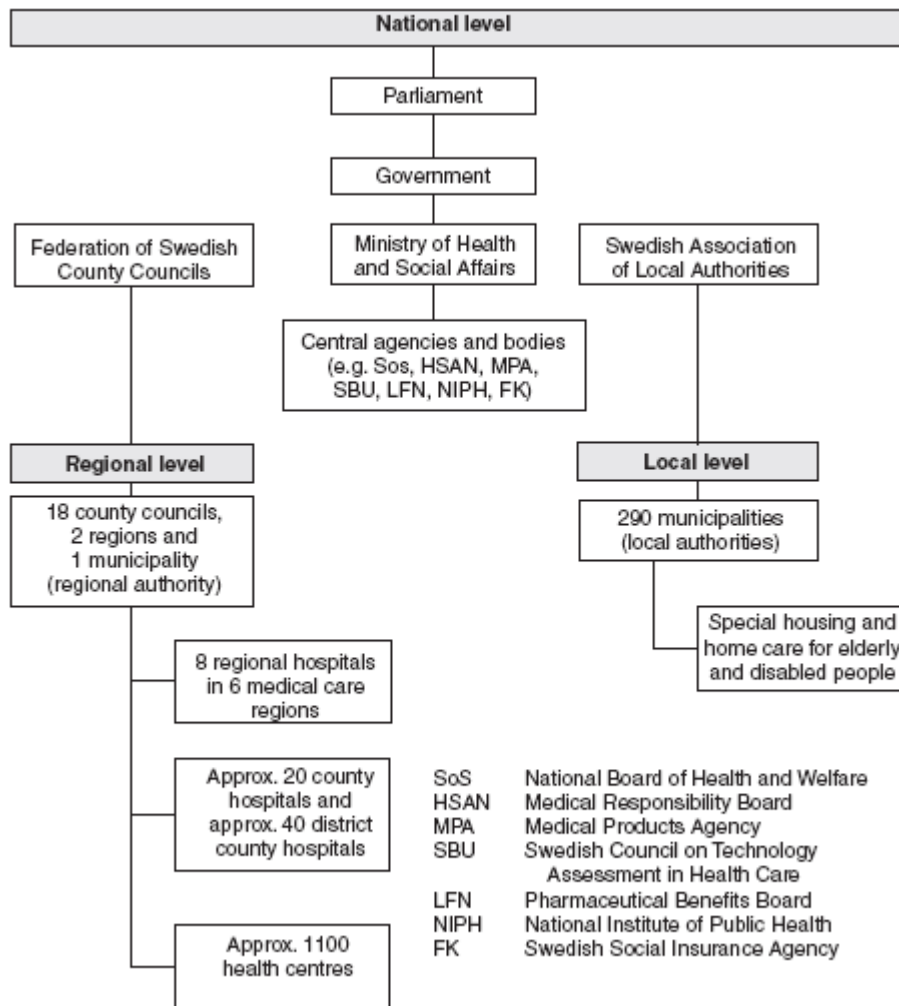 National level
Parliament
Government
Federation of Swedish
County Councils
Ministry of Health
and Social Affairs
Swedish Association
of Local Authorities
Central agencies and bodies
(e.g. Sos, HSAN, MPA,
SBU, LFN, NIPH, FK)
Regional level
Local level
18 county councils,
2 regions and
1 municipality
(regional authority)
290 municipalities
(local authorities)
Special housing and
home care for elderly
and disabled people
8 regional hospitals
in 6 medical care
regions
Approx. 20 county
hospitals and
approx. 40 district
county hospitals
Approx. 1100
health centres
SoS National Board of Health and Welfare
HSAN Medical Responsibility Board
MPA Medical Products Agency
SBU Swedish Council on Technology
Assessment in Health Care
LFN Pharmaceutical Benefits Board
NIPH National Institute of Public Health
FK Swedish Social Insurance Agency